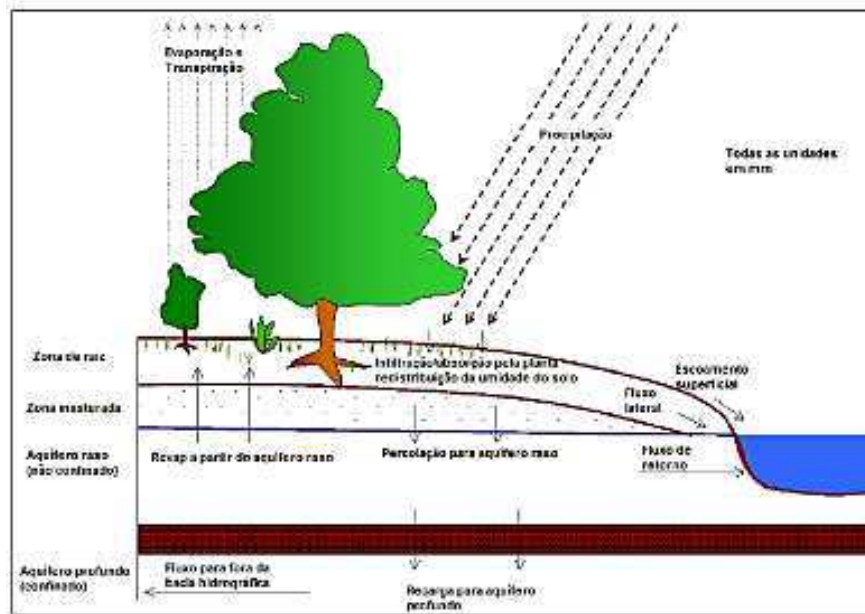 Evaporação e
Transpiração
Precipitação
Todas as unidades
em mm
Zona de raiz
Infiltração/absorção pela planta
redistribuição da umidade do solo
Escoamento
superficial
Fluxo
lateral
Zona insaturada
Aquífero raso
(não confinado)
Revap a partir do aquífero raso
Percolação para aquífero raso
Fluxo de
retorno
Aquífero profundo
(confinado)
Fluxo para fora da
bacia hidrográfica
Recarga para aquífero
profundo